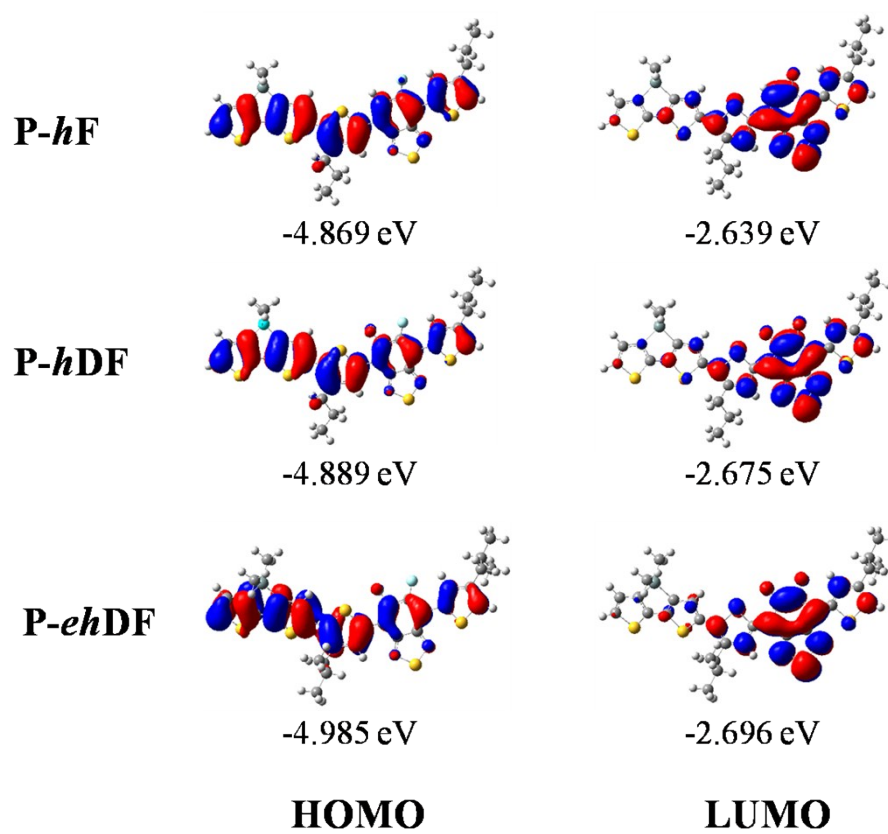 P-hF
-4.869 eV
-2.639 eV
P-hDF
-4.889 eV
-2.675 eV
P-ehDF
-4.985 eV
-2.696 eV
HOMO
LUMO